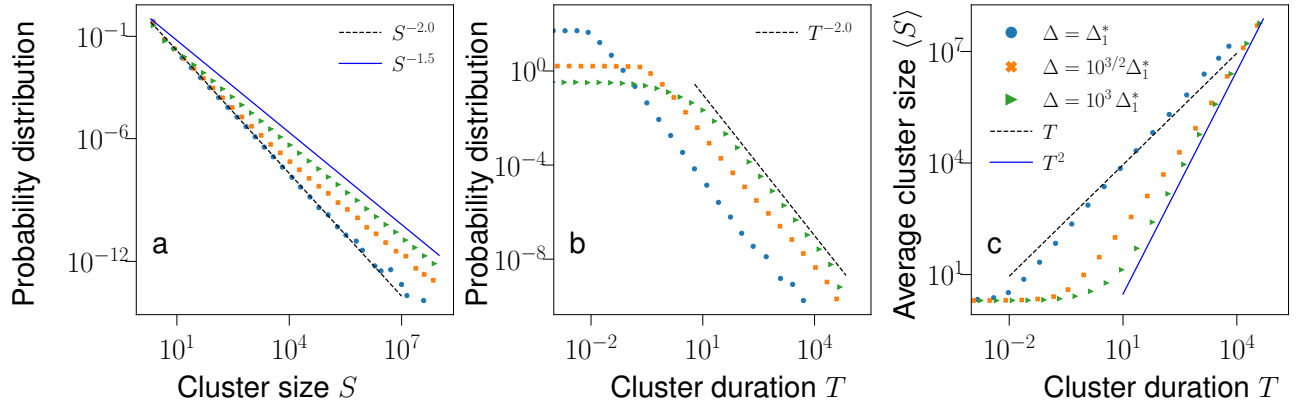 Probability distribution
10^{-1}
10^{-6}
10^{-12}
10^1
10^4
10^7
Cluster size S
S^{-2.0}
S^{-1.5}
a
Probability distribution
10^0
10^{-4}
10^{-8}
10^{-2}
10^1
10^4
Cluster duration T
T^{-2.0}
b
Average cluster size ⟨S⟩
10^7
10^4
10^1
10^{-2}
10^1
10^4
Cluster duration T
Δ = Δ_1^*
Δ = 10^{3/2}Δ_1^*
Δ = 10^3 Δ_1^*
T
T^2
c